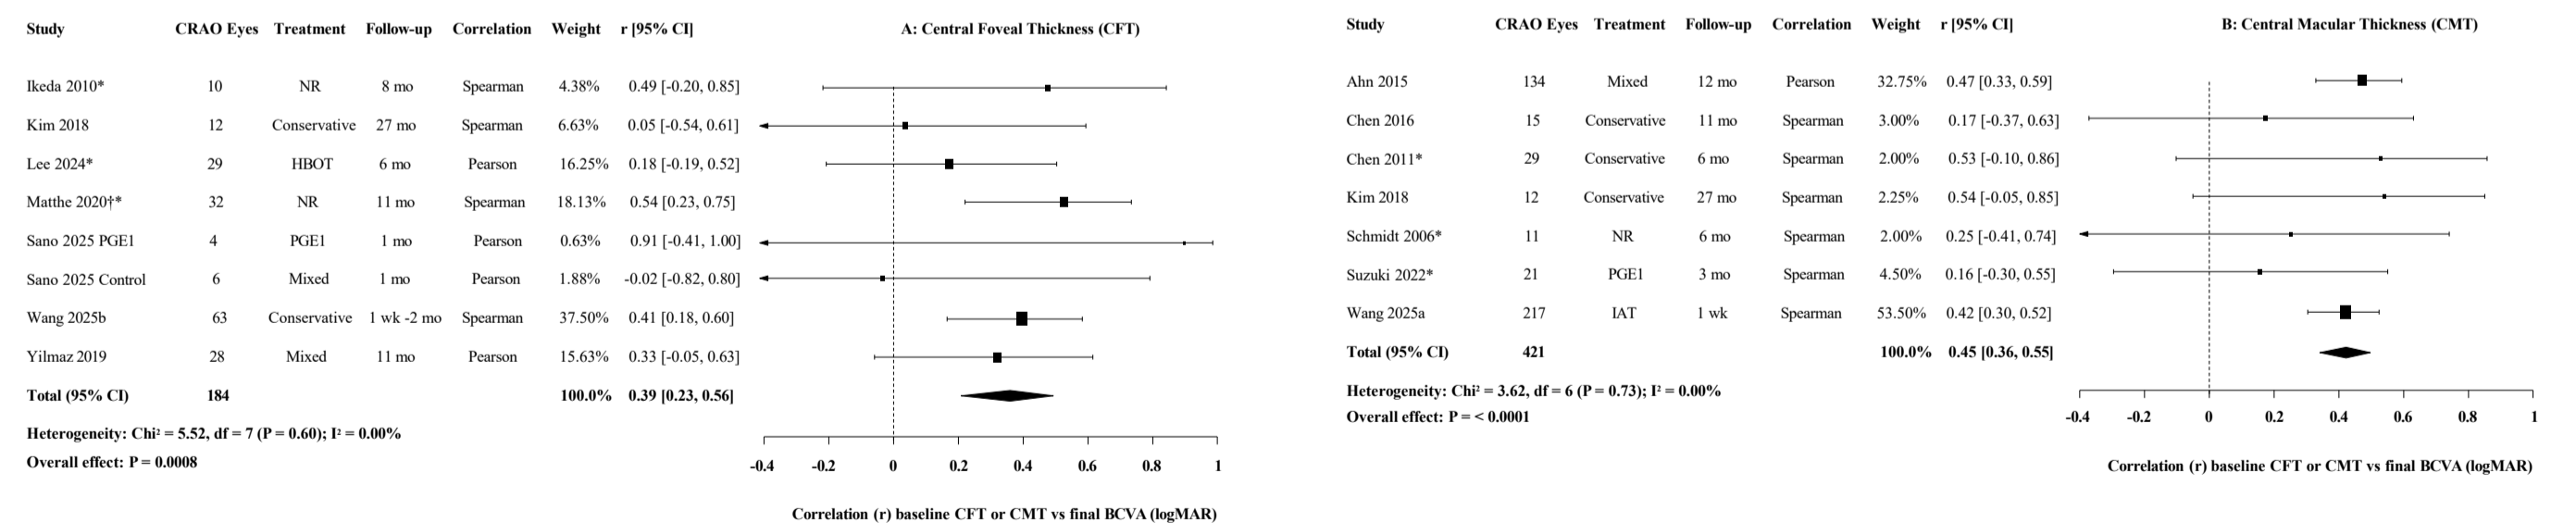 Study CRAO Eyes Treatment Follow-up Correlation Weight r [95% CI] A: Central Foveal Thickness (CFT)
Ikeda 2010* 10 NR 8 mo Spearman 4.38% 0.49 [-0.20, 0.85]
Kim 2018 12 Conservative 27 mo Spearman 6.63% 0.05 [-0.54, 0.61]
Lee 2024* 29 HBOT 6 mo Pearson 16.25% 0.18 [-0.19, 0.52]
Matthe 2020†* 32 NR 11 mo Spearman 18.13% 0.54 [0.23, 0.75]
Sano 2025 PGE1 4 PGE1 1 mo Pearson 0.63% 0.91 [-0.41, 1.00]
Sano 2025 Control 6 Mixed 1 mo Pearson 1.88% -0.02 [-0.82, 0.80]
Wang 2025b 63 Conservative 1 wk -2 mo Spearman 37.50% 0.41 [0.18, 0.60]
Yilmaz 2019 28 Mixed 11 mo Pearson 15.63% 0.33 [-0.05, 0.63]
Total (95% CI) 184 100.0% 0.39 [0.23, 0.56]
Heterogeneity: Chi² = 5.52, df = 7 (P = 0.60); I² = 0.00%
Overall effect: P = 0.0008
-0.4 -0.2 0 0.2 0.4 0.6 0.8 1
Correlation (r) baseline CFT or CMT vs final BCVA (logMAR)
Study CRAO Eyes Treatment Follow-up Correlation Weight r [95% CI] B: Central Macular Thickness (CMT)
Ahn 2015 134 Mixed 12 mo Pearson 32.75% 0.47 [0.33, 0.59]
Chen 2016 15 Conservative 11 mo Spearman 3.00% 0.17 [-0.37, 0.63]
Chen 2011* 29 Conservative 6 mo Spearman 2.00% 0.53 [-0.10, 0.86]
Kim 2018 12 Conservative 27 mo Spearman 2.25% 0.54 [-0.05, 0.85]
Schmidt 2006* 11 NR 6 mo Spearman 2.00% 0.25 [-0.41, 0.74]
Suzuki 2022* 21 PGE1 3 mo Spearman 4.50% 0.16 [-0.30, 0.55]
Wang 2025a 217 IAT 1 wk Spearman 53.50% 0.42 [0.30, 0.52]
Total (95% CI) 421 100.0% 0.45 [0.36, 0.55]
Heterogeneity: Chi² = 3.62, df = 6 (P = 0.73); I² = 0.00%
Overall effect: P = < 0.0001
-0.4 -0.2 0 0.2 0.4 0.6 0.8 1
Correlation (r) baseline CFT or CMT vs final BCVA (logMAR)